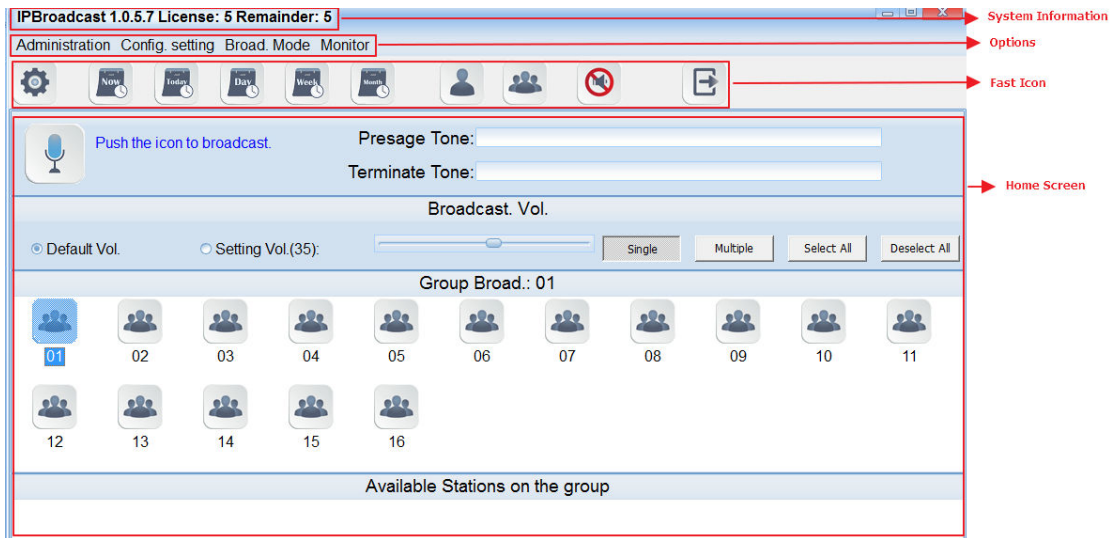 IPBroadcast 1.0.5.7 License: 5 Remainder: 5
System Information
Administration Config. setting Broad. Mode Monitor
Options
Now Today Day Week Month
Fast Icon
Push the icon to broadcast.
Presage Tone:
Terminate Tone:
Home Screen
Broadcast. Vol.
Default Vol. Setting Vol.(35): Single Multiple Select All Deselect All
Group Broad.: 01
01 02 03 04 05 06 07 08 09 10 11
12 13 14 15 16
Available Stations on the group